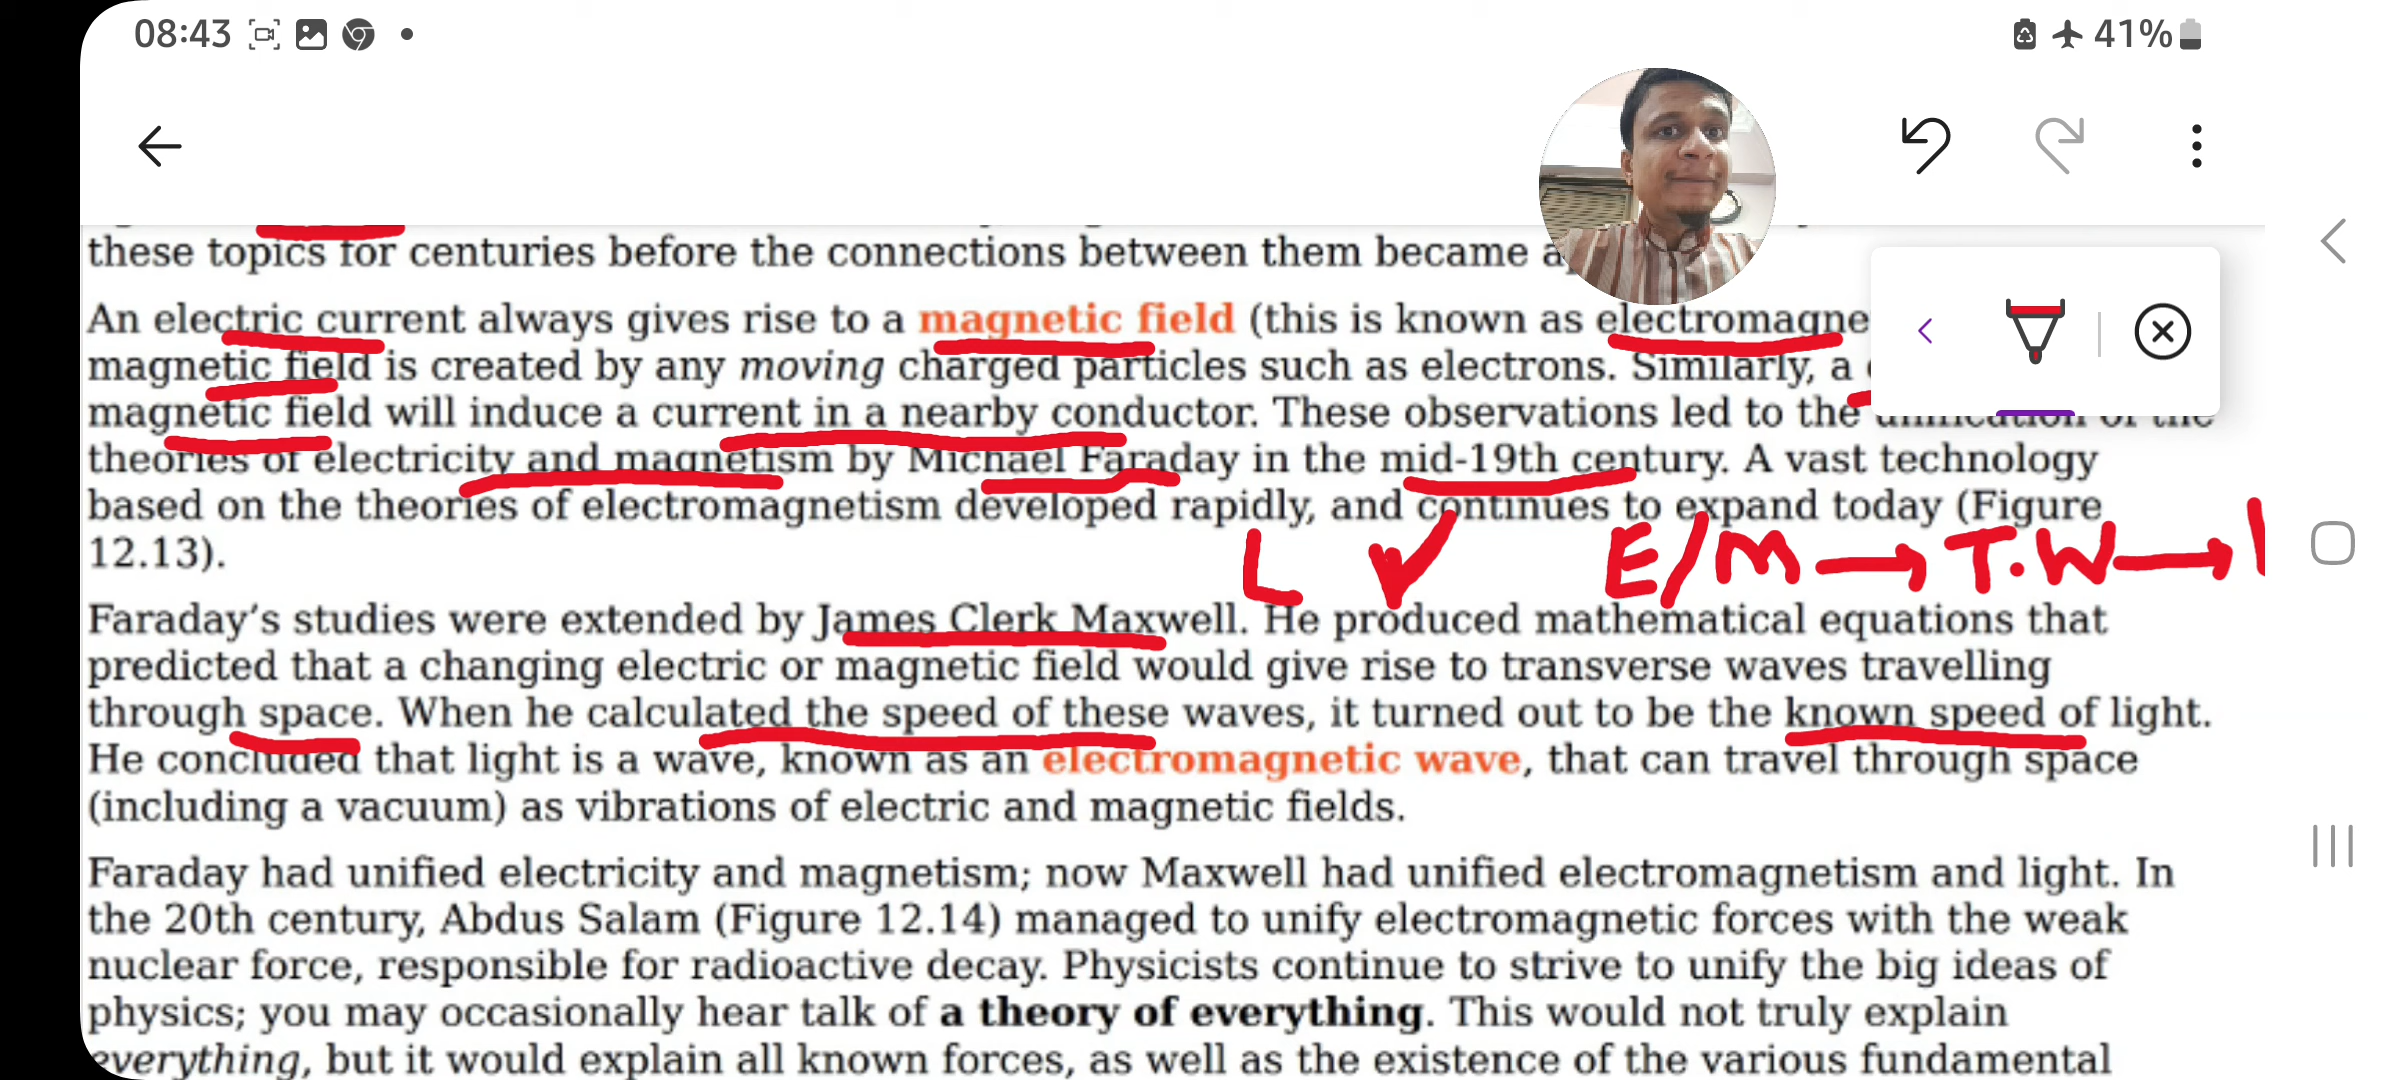 08:43
41%
these topics for centuries before the connections between them became
An electric current always gives rise to a magnetic field (this is known as electromagne
magnetic field is created by any moving charged particles such as electrons. Similarly, a
magnetic field will induce a current in a nearby conductor. These observations led to the unification of the
theories of electricity and magnetism by Michael Faraday in the mid-19th century. A vast technology
based on the theories of electromagnetism developed rapidly, and continues to expand today (Figure
12.13).
L E/M → T.W →
Faraday’s studies were extended by James Clerk Maxwell. He produced mathematical equations that
predicted that a changing electric or magnetic field would give rise to transverse waves travelling
through space. When he calculated the speed of these waves, it turned out to be the known speed of light.
He concluded that light is a wave, known as an electromagnetic wave, that can travel through space
(including a vacuum) as vibrations of electric and magnetic fields.
Faraday had unified electricity and magnetism; now Maxwell had unified electromagnetism and light. In
the 20th century, Abdus Salam (Figure 12.14) managed to unify electromagnetic forces with the weak
nuclear force, responsible for radioactive decay. Physicists continue to strive to unify the big ideas of
physics; you may occasionally hear talk of a theory of everything. This would not truly explain
everything, but it would explain all known forces, as well as the existence of the various fundamental